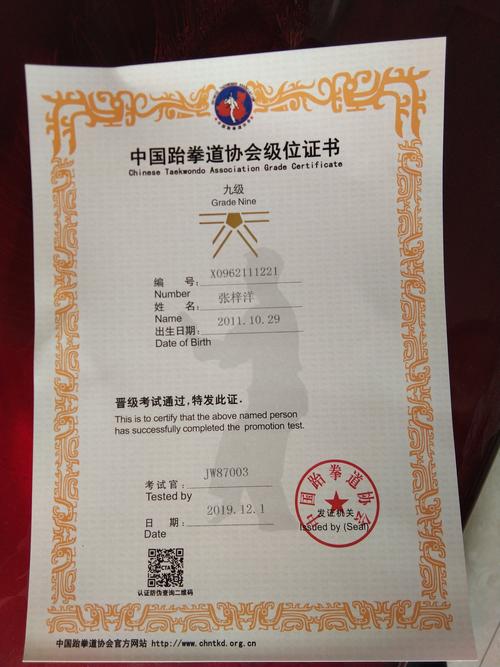 中国跆拳道协会级位证书
Chinese Taekwondo Association Grade Certificate
九级
Grade Nine
编 号: X0962111221
Number
姓 名: 张梓洋
Name
出生日期: 2011.10.29
Date of Birth
晋级考试通过,特发此证.
This is to certify that the above named person
has successfully completed the promotion test.
考试官: JW87003
Tested by
日 期: 2019.12.1
Date
中国跆拳道协会
发证机关
Issued by (Seal)
CTA
认证防伪查询二维码
中国跆拳道协会官方网站 http://www.chntkd.org.cn